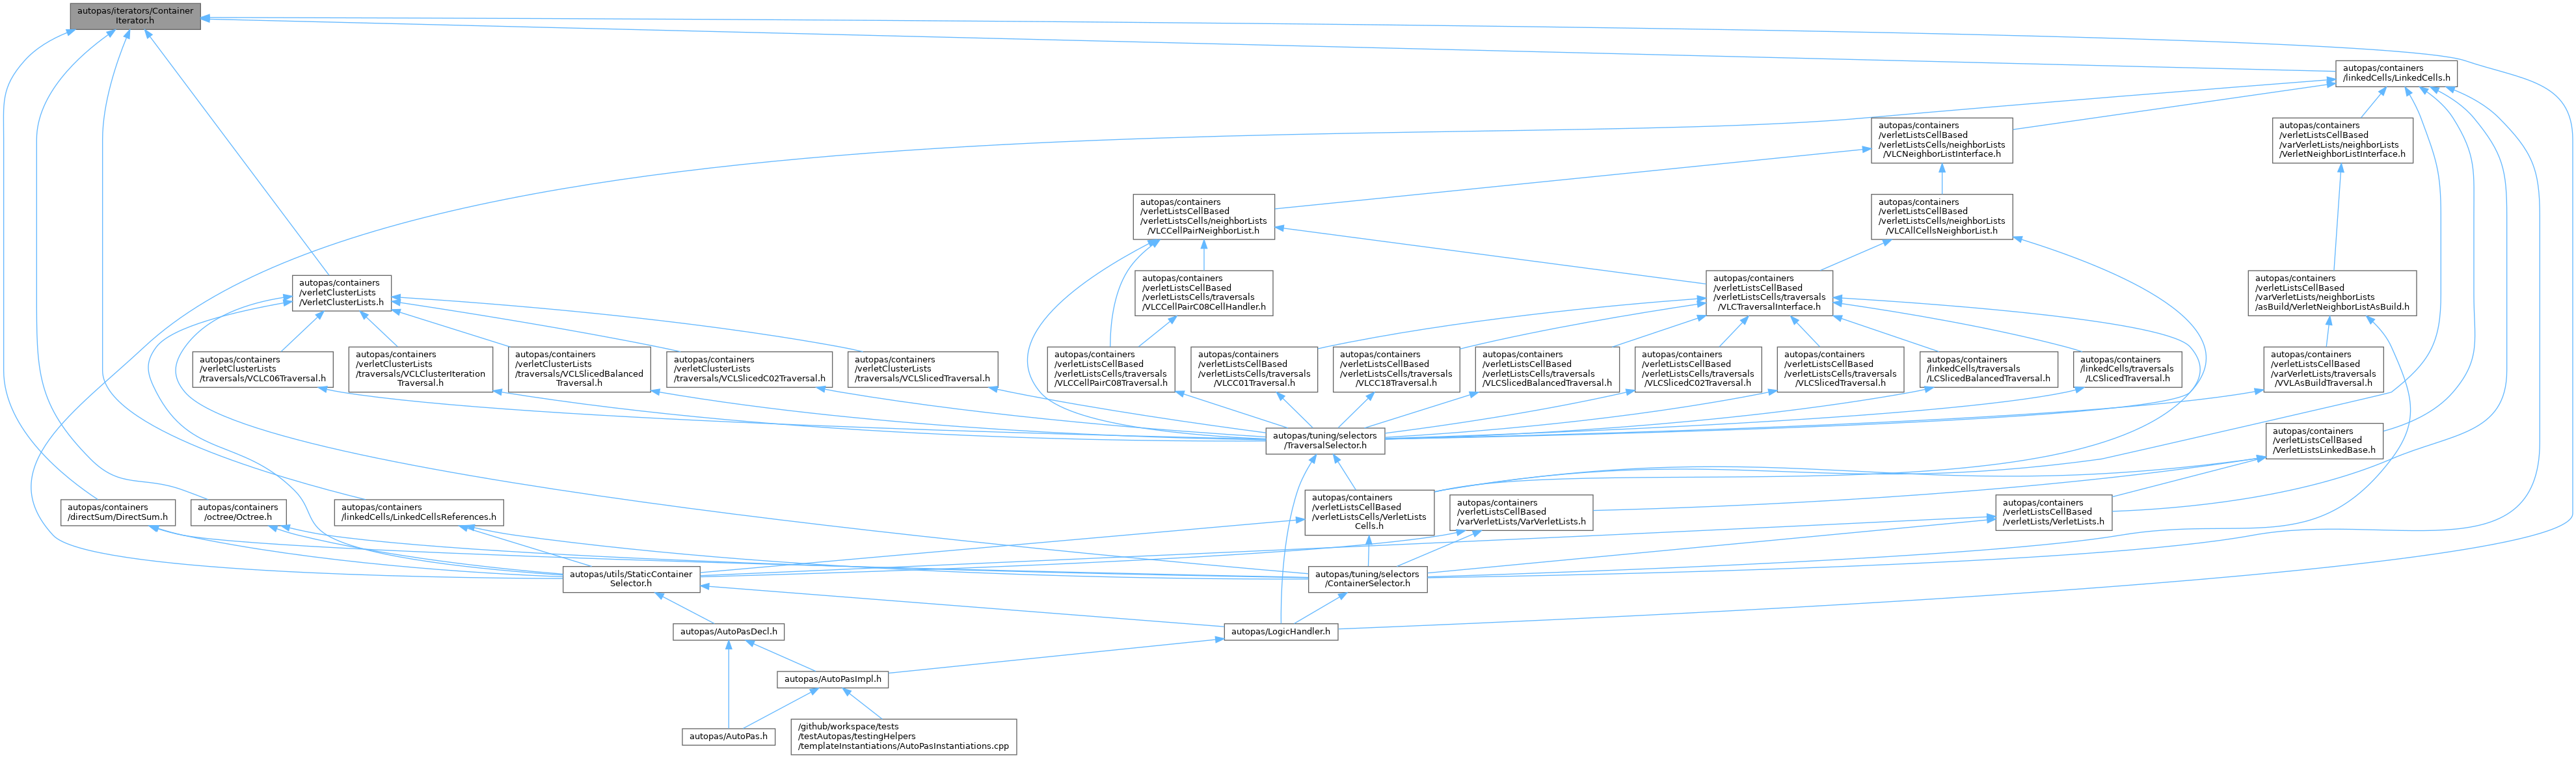 autopas/iterators/Container
Iterator.h
autopas/containers
/linkedCells/LinkedCells.h
autopas/containers
/verletListsCellBased
/verletListsCells/neighborLists
/VLCNeighborListInterface.h
autopas/containers
/verletListsCellBased
/varVerletLists/neighborLists
/VerletNeighborListInterface.h
autopas/containers
/verletListsCellBased
/verletListsCells/neighborLists
/VLCCellPairNeighborList.h
autopas/containers
/verletListsCellBased
/verletListsCells/neighborLists
/VLCAllCellsNeighborList.h
autopas/containers
/verletClusterLists
/VerletClusterLists.h
autopas/containers
/verletListsCellBased
/verletListsCells/traversals
/VLCCellPairC08CellHandler.h
autopas/containers
/verletListsCellBased
/verletListsCells/traversals
/VLCTraversalInterface.h
autopas/containers
/verletListsCellBased
/varVerletLists/neighborLists
/asBuild/VerletNeighborListAsBuild.h
autopas/containers
/verletClusterLists
/traversals/VCLC06Traversal.h
autopas/containers
/verletClusterLists
/traversals/VCLClusterIteration
Traversal.h
autopas/containers
/verletClusterLists
/traversals/VCLSlicedBalanced
Traversal.h
autopas/containers
/verletClusterLists
/traversals/VCLSlicedC02Traversal.h
autopas/containers
/verletClusterLists
/traversals/VCLSlicedTraversal.h
autopas/containers
/verletListsCellBased
/verletListsCells/traversals
/VLCCellPairC08Traversal.h
autopas/containers
/verletListsCellBased
/verletListsCells/traversals
/VLCC01Traversal.h
autopas/containers
/verletListsCellBased
/verletListsCells/traversals
/VLCC18Traversal.h
autopas/containers
/verletListsCellBased
/verletListsCells/traversals
/VLCSlicedBalancedTraversal.h
autopas/containers
/verletListsCellBased
/verletListsCells/traversals
/VLCSlicedC02Traversal.h
autopas/containers
/verletListsCellBased
/verletListsCells/traversals
/VLCSlicedTraversal.h
autopas/containers
/linkedCells/traversals
/LCSlicedBalancedTraversal.h
autopas/containers
/linkedCells/traversals
/LCSlicedTraversal.h
autopas/containers
/verletListsCellBased
/varVerletLists/traversals
/VVLAsBuildTraversal.h
autopas/tuning/selectors
/TraversalSelector.h
autopas/containers
/verletListsCellBased
/VerletListsLinkedBase.h
autopas/containers
/directSum/DirectSum.h
autopas/containers
/octree/Octree.h
autopas/containers
/linkedCells/LinkedCellsReferences.h
autopas/containers
/verletListsCellBased
/verletListsCells/VerletLists
Cells.h
autopas/containers
/verletListsCellBased
/varVerletLists/VarVerletLists.h
autopas/containers
/verletListsCellBased
/verletLists/VerletLists.h
autopas/utils/StaticContainer
Selector.h
autopas/tuning/selectors
/ContainerSelector.h
autopas/AutoPasDecl.h
autopas/LogicHandler.h
autopas/AutoPasImpl.h
autopas/AutoPas.h
/github/workspace/tests
/testAutopas/testingHelpers
/templateInstantiations/AutoPasInstantiations.cpp